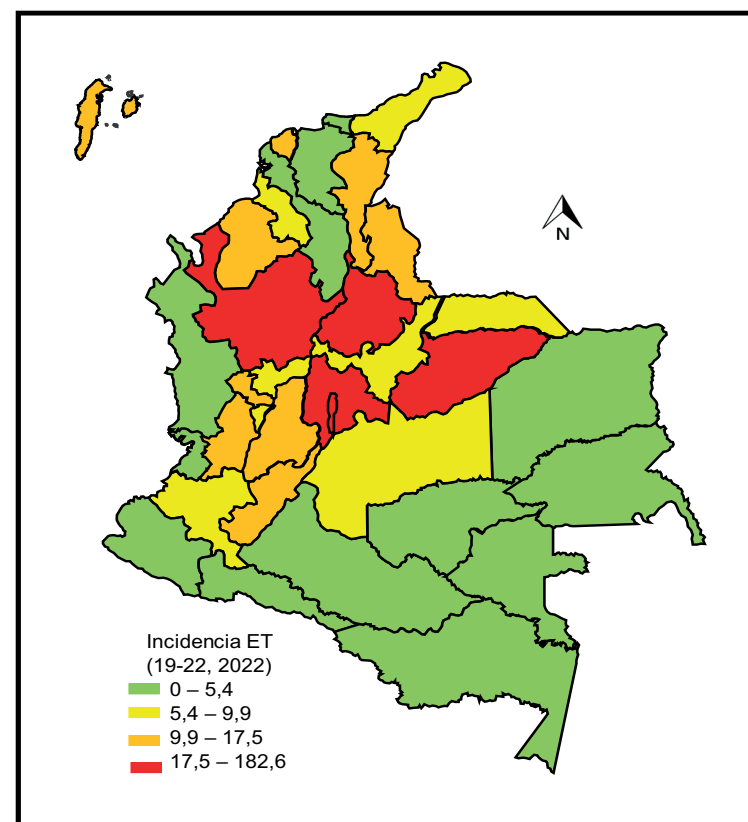 N
Incidencia ET
(19-22, 2022)
0 – 5,4
5,4 – 9,9
9,9 – 17,5
17,5 – 182,6